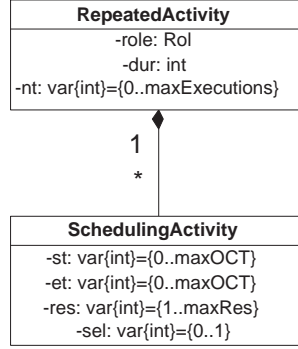 RepeatedActivity
-role: Rol
-dur: int
-nt: var{int}={0..maxExecutions}
1
*
SchedulingActivity
-st: var{int}={0..maxOCT}
-et: var{int}={0..maxOCT}
-res: var{int}={1..maxRes}
-sel: var{int}={0..1}